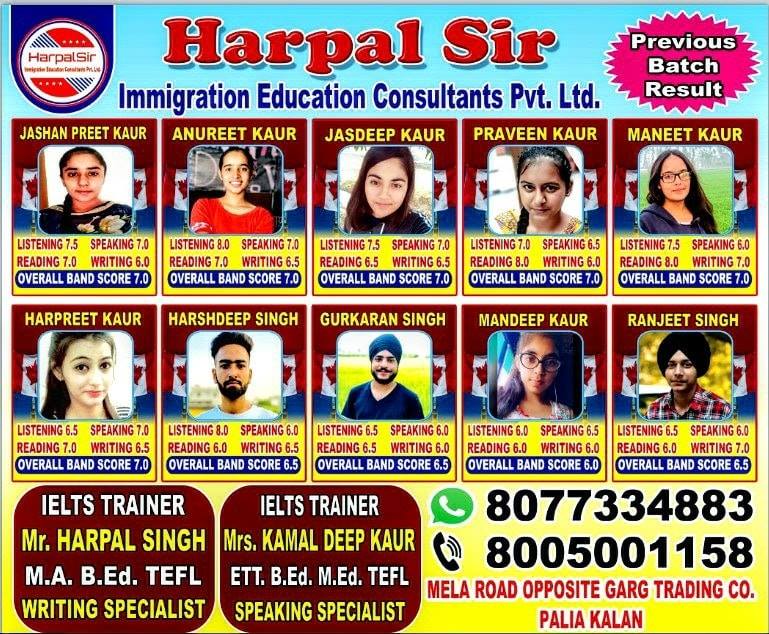 HarpalSir
Immigration Education Consultants Pvt. Ltd.
Harpal Sir
Immigration Education Consultants Pvt. Ltd.
Previous
Batch
Result
JASHAN PREET KAUR
LISTENING 7.5 SPEAKING 7.0
READING 7.0 WRITING 6.0
OVERALL BAND SCORE 7.0
ANUREET KAUR
LISTENING 8.0 SPEAKING 7.0
READING 7.0 WRITING 6.5
OVERALL BAND SCORE 7.0
JASDEEP KAUR
LISTENING 7.5 SPEAKING 7.0
READING 6.5 WRITING 6.5
OVERALL BAND SCORE 7.0
PRAVEEN KAUR
LISTENING 7.0 SPEAKING 6.5
READING 8.0 WRITING 6.5
OVERALL BAND SCORE 7.0
MANEET KAUR
LISTENING 7.5 SPEAKING 6.0
READING 8.0 WRITING 7.0
OVERALL BAND SCORE 7.0
HARPREET KAUR
LISTENING 6.5 SPEAKING 7.0
READING 7.0 WRITING 6.5
OVERALL BAND SCORE 7.0
HARSHDEEP SINGH
LISTENING 8.0 SPEAKING 6.0
READING 6.0 WRITING 6.5
OVERALL BAND SCORE 6.5
GURKARAN SINGH
LISTENING 6.5 SPEAKING 6.0
READING 6.5 WRITING 6.0
OVERALL BAND SCORE 6.5
MANDEEP KAUR
LISTENING 6.0 SPEAKING 6.0
READING 6.0 WRITING 6.5
OVERALL BAND SCORE 6.0
RANJEET SINGH
LISTENING 6.5 SPEAKING 6.0
READING 6.0 WRITING 7.0
OVERALL BAND SCORE 6.5
IELTS TRAINER
Mr. HARPAL SINGH
M.A. B.Ed. TEFL
WRITING SPECIALIST
IELTS TRAINER
Mrs. KAMAL DEEP KAUR
ETT. B.Ed. M.Ed. TEFL
SPEAKING SPECIALIST
8077334883
8005001158
MELA ROAD OPPOSITE GARG TRADING CO.
PALIA KALAN